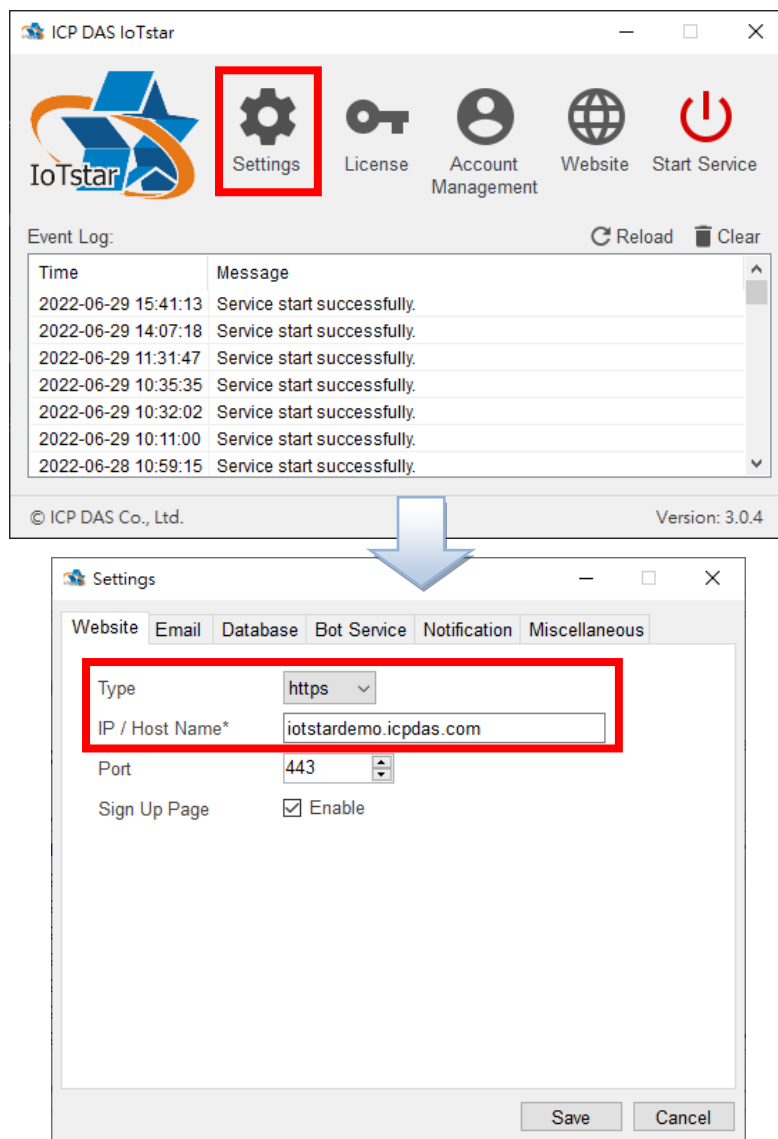 ICP DAS IoTstar
IoTstar
Settings
License
Account
Management
Website
Start Service
Event Log:
Reload
Clear
Time Message
2022-06-29 15:41:13 Service start successfully.
2022-06-29 14:07:18 Service start successfully.
2022-06-29 11:31:47 Service start successfully.
2022-06-29 10:35:35 Service start successfully.
2022-06-29 10:32:02 Service start successfully.
2022-06-29 10:11:00 Service start successfully.
2022-06-28 10:59:15 Service start successfully.
© ICP DAS Co., Ltd. Version: 3.0.4
Settings
Website Email Database Bot Service Notification Miscellaneous
Type https
IP / Host Name* iotstardemo.icpdas.com
Port 443
Sign Up Page Enable
Save Cancel